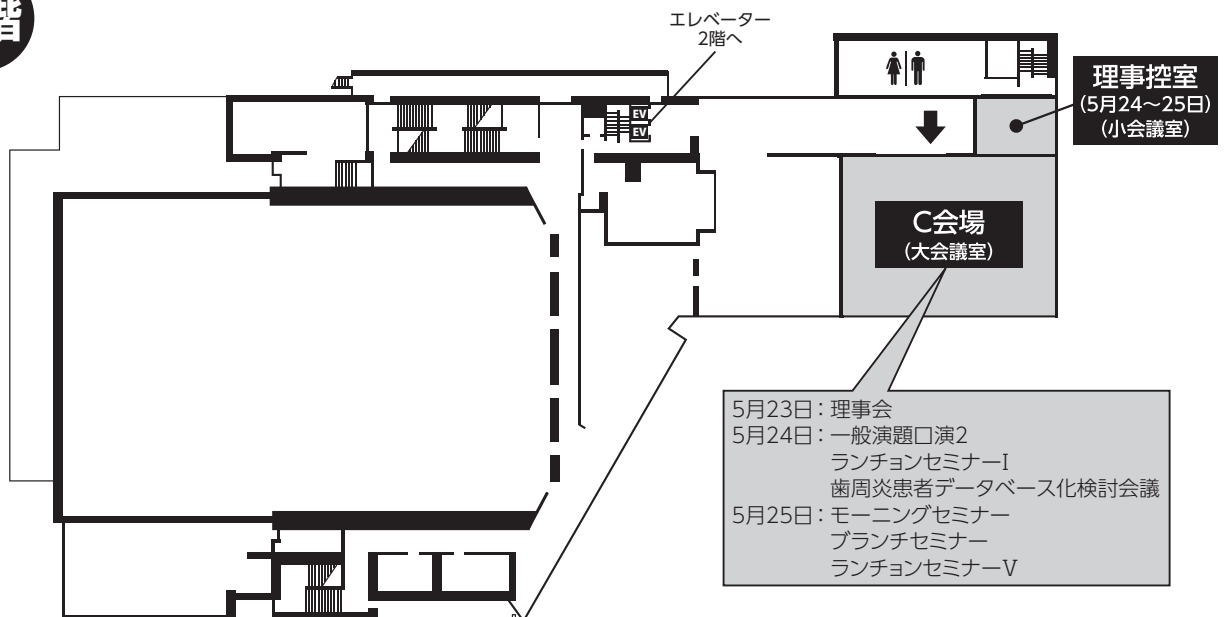 階
エレベーター
2階へ
EV
EV
理事控室
(5月24～25日)
(小会議室)
C会場
(大会議室)
5月23日：理事会
5月24日：一般演題口演2
ランチョンセミナーI
歯周炎患者データベース化検討会議
5月25日：モーニングセミナー
ブランチセミナー
ランチョンセミナーV